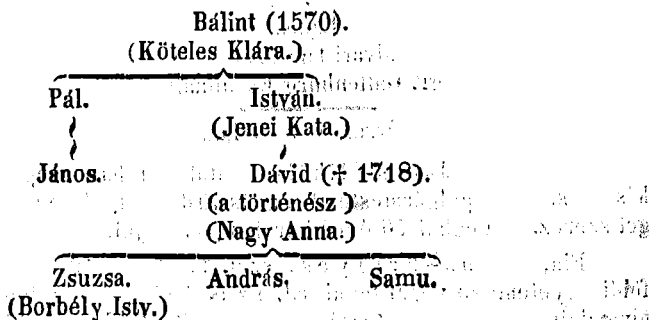 Bálint (1570).
(Köteles Klára.)
Pál. István.
(Jenei Kata.)
János. Dávid († 1718).
(a történész)
(Nagy Anna.)
Zsuzsa. András. Samu.
(Borbély Istv.)